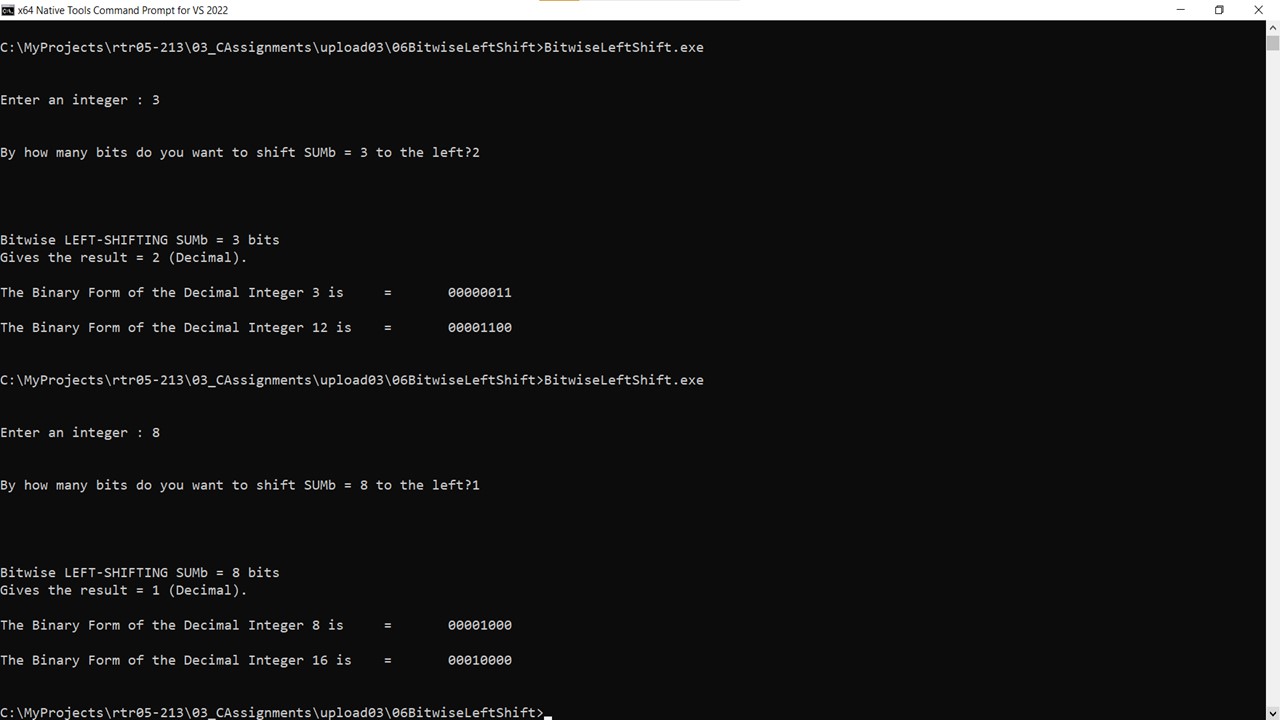 x64 Native Tools Command Prompt for VS 2022
C:\MyProjects\rtr05-213\03_CAssignments\upload03\06BitwiseLeftShift>BitwiseLeftShift.exe
Enter an integer : 3
By how many bits do you want to shift SUMb = 3 to the left?2
Bitwise LEFT-SHIFTING SUMb = 3 bits
Gives the result = 2 (Decimal).
The Binary Form of the Decimal Integer 3 is = 00000011
The Binary Form of the Decimal Integer 12 is = 00001100
C:\MyProjects\rtr05-213\03_CAssignments\upload03\06BitwiseLeftShift>BitwiseLeftShift.exe
Enter an integer : 8
By how many bits do you want to shift SUMb = 8 to the left?1
Bitwise LEFT-SHIFTING SUMb = 8 bits
Gives the result = 1 (Decimal).
The Binary Form of the Decimal Integer 8 is = 00001000
The Binary Form of the Decimal Integer 16 is = 00010000
C:\MyProjects\rtr05-213\03_CAssignments\upload03\06BitwiseLeftShift>